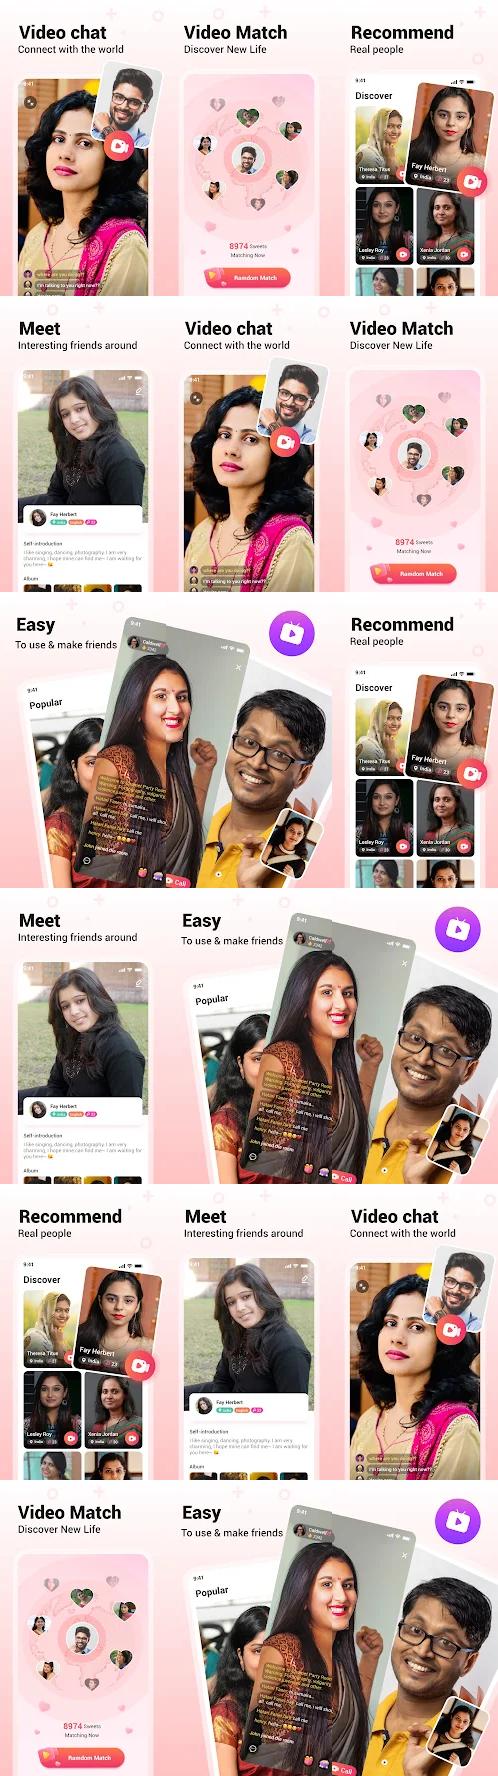 Video chat
Connect with the world
Video Match
Discover New Life
Recommend
Real people
9:41
where are you doing??
I'm talking to you right now??
8974 Sweets
Matching Now
Ramdom Match
9:41
Discover
Theresa Titus
India
Fay Herbert
India 23
Lesley Roy
India
Xenia Jordan
India 30
Meet
Interesting friends around
Video chat
Connect with the world
Video Match
Discover New Life
Fay Herbert
Self-introduction
I like singing, dancing, photography. I am very
charming, I hope mine can find me~ I am waiting for
you here~
Album
9:41
where are you doing??
I'm talking to you right now??
8974 Sweets
Matching Now
Ramdom Match
Easy
To use & make friends
Recommend
Real people
9:41
Popular
9:41
Caldwell
Call
9:41
Discover
Theresa Titus
India
Fay Herbert
India 23
Lesley Roy
India
Xenia Jordan
India 30
Meet
Interesting friends around
Easy
To use & make friends
Fay Herbert
Self-introduction
I like singing, dancing, photography. I am very
charming, I hope mine can find me~ I am waiting for
you here~
Album
9:41
Popular
9:41
Caldwell
Call
Recommend
Real people
Meet
Interesting friends around
Video chat
Connect with the world
9:41
Discover
Theresa Titus
India
Fay Herbert
India 23
Lesley Roy
India
Xenia Jordan
India 30
Fay Herbert
Self-introduction
I like singing, dancing, photography. I am very
charming, I hope mine can find me~ I am waiting for
you here~
Album
9:41
where are you doing??
I'm talking to you right now??
Video Match
Discover New Life
Easy
To use & make friends
8974 Sweets
Matching Now
Ramdom Match
9:41
Popular
9:41
Caldwell
Call